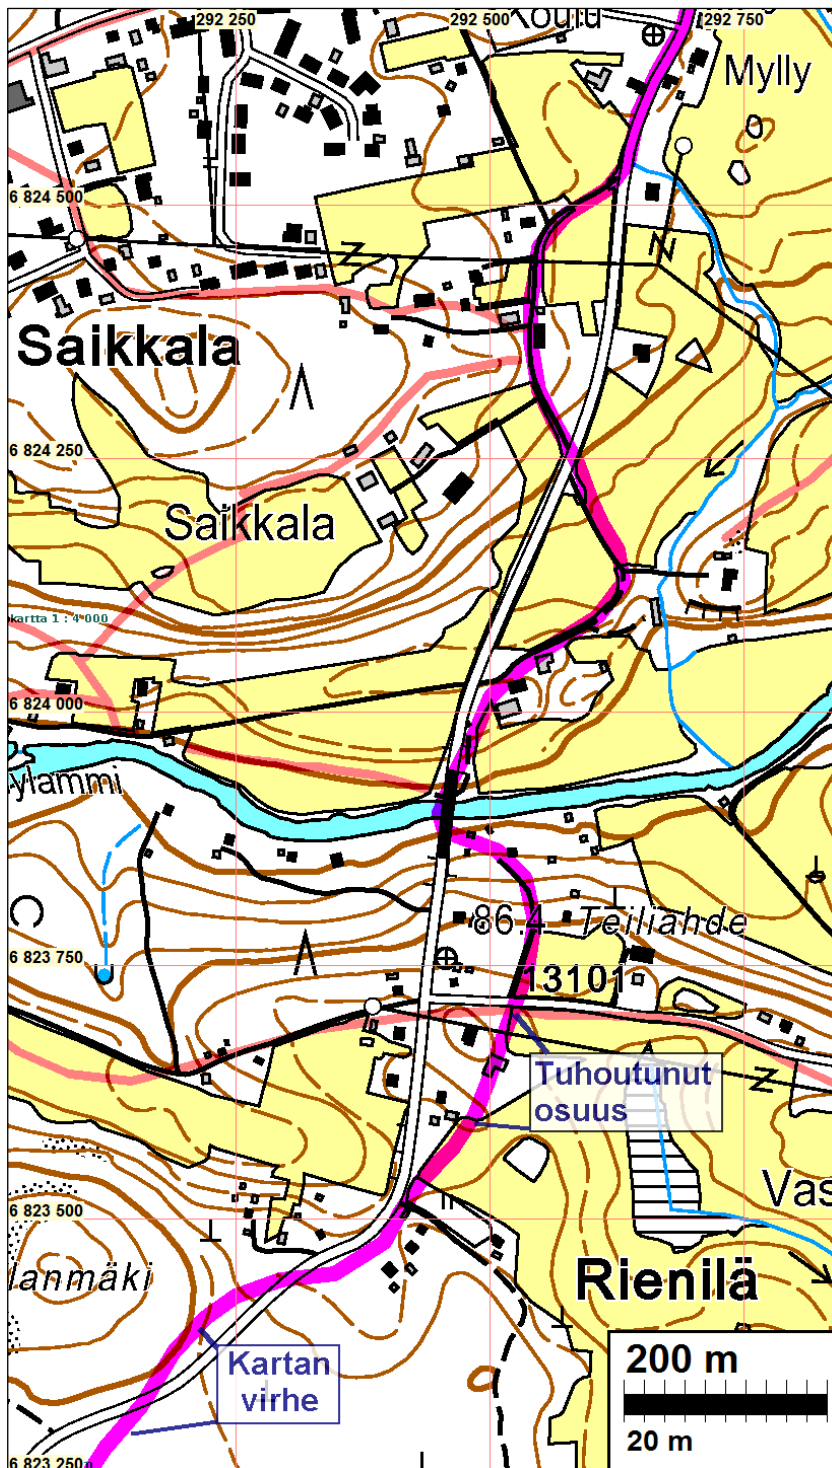 292 250
292 500
292 750
Koulu
Mylly
6 824 500
Saikkala
6 824 250
Saikkala
kartta 1 : 4 000
6 824 000
ylammi
86.4 Teiliahde
6 823 750
13101
Tuhoutunut
osuus
Vas
6 823 500
lanmäki
Rienilä
Kartan
virhe
200 m
20 m
6 823 250